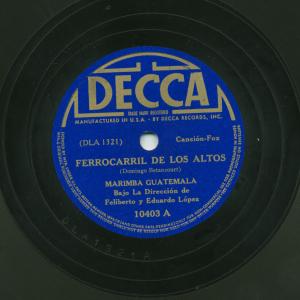 DECCA
TRADE MARK REGISTERED
MANUFACTURED IN U.S.A. - BY DECCA RECORDS, INC.
(DLA 1321)
Canción-Fox
FERROCARRIL DE LOS ALTOS
(Domingo Betancourt)
MARIMBA GUATEMALA
Bajo La Dirección de
Feliberto y Eduardo López
10403 A
DLA1321A